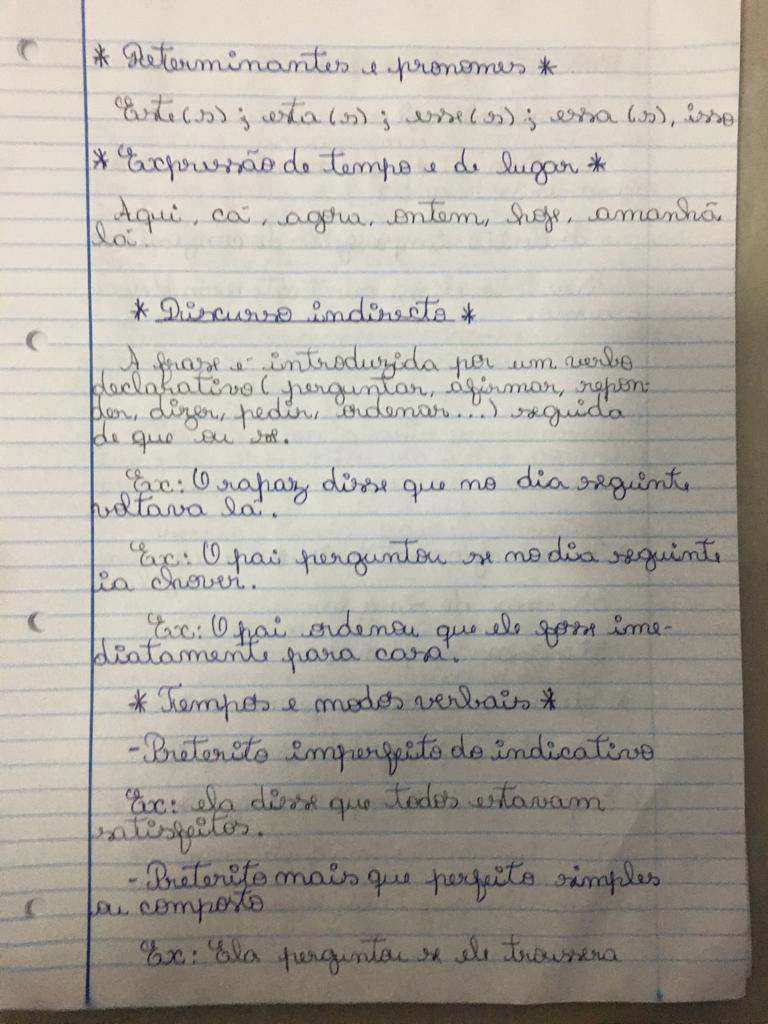 * Determinantes e pronomes *
Este(s) ; esta (s) ; esse(s) ; essa (s), isso
* Expressão de tempo e de lugar *
Aqui, cá, agora, ontem, hoje, amanhã
lá.
* Discurso indirecto *
A frase é introduzida por um verbo
declarativo ( perguntar, afirmar, repon-
der, dizer, pedir, ordenar...) seguida
de que ou se.
Ex: O rapaz disse que no dia seguinte
voltava lá.
Ex: O pai perguntou se no dia seguinte
ia chover.
Ex: O pai ordenou que ele fosse ime-
diatamente para casa.
* Tempos e modos verbais *
- Preterito imperfeito do indicativo
Ex: ela disse que todos estavam
satisfeitos.
- Preterito mais que perfeito simples
ou composto
Ex: Ela perguntou se ele trouxera